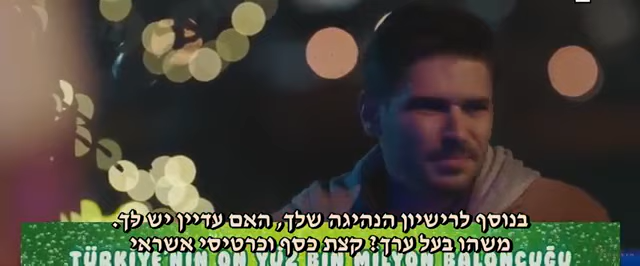 בנוסף לרישיון הנהיגה שלך, האם עדיין יש לך.
משהו בעל ערך? קצת כסף וכרטיסי אשראי
TÜRKİYE'NİN ON YÜZ BİN MİLYON BALONCUĞU